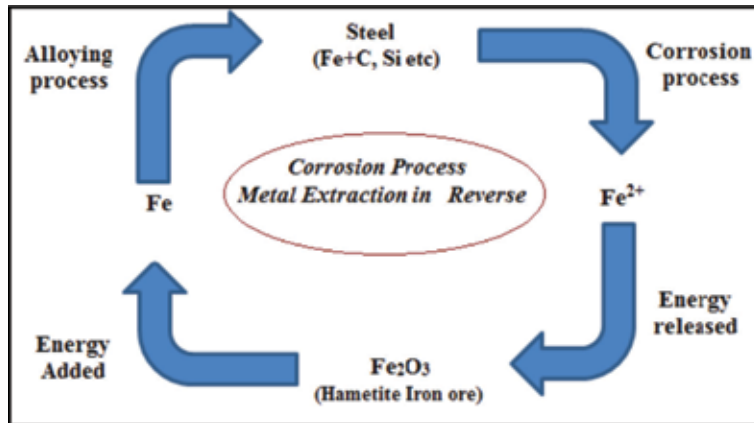 Steel
(Fe+C, Si etc)
Alloying
process
Corrosion
process
Corrosion Process
Metal Extraction in Reverse
Fe
Fe²⁺
Energy
released
Energy
Added
Fe₂O₃
(Hametite Iron ore)